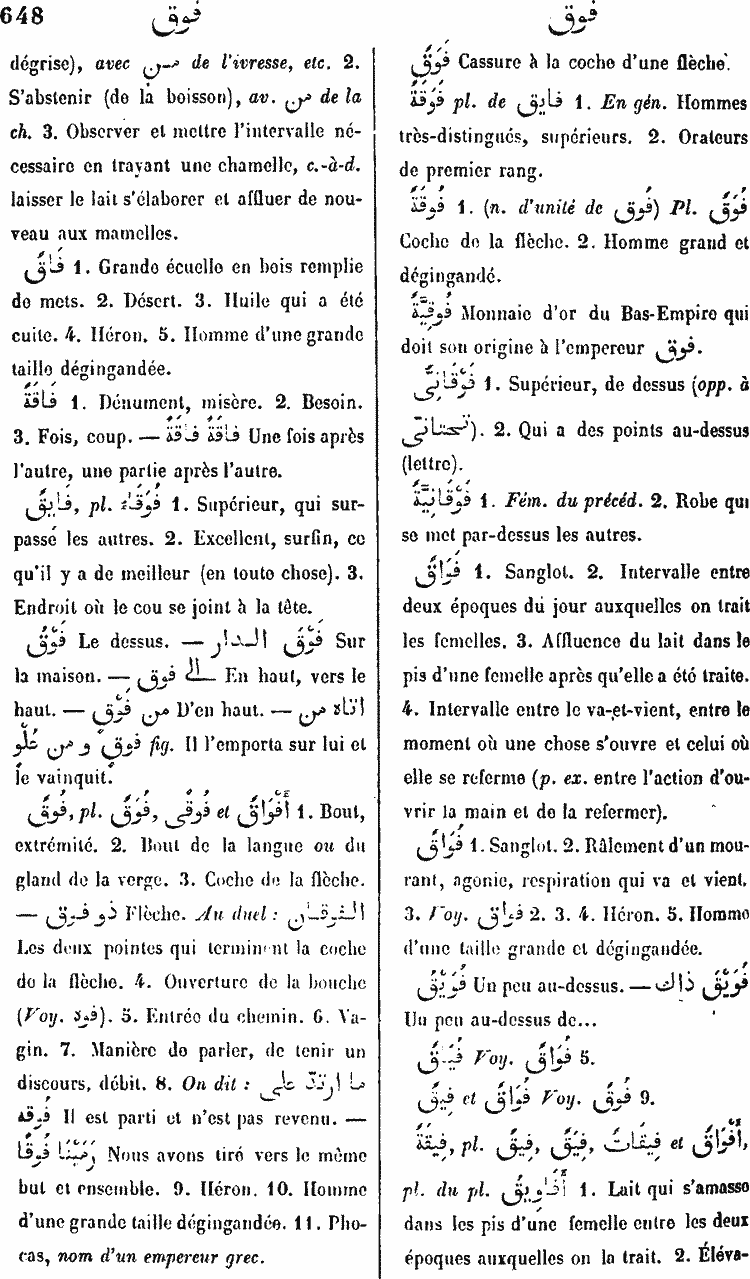 648 فوق فوق
dégrise), avec من de l'ivresse, etc. 2.
S'abstenir (de la boisson), av. من de la
ch. 3. Observer et mettre l'intervalle né-
cessaire en trayant une chamelle, c.-à-d.
laisser le lait s'élaborer et affluer de nou-
veau aux mamelles.
فَاقٌ 1. Grande écuelle en bois remplie
de mets. 2. Désert. 3. Huile qui a été
cuite. 4. Héron. 5. Homme d'une grande
taille dégingandée.
فَاقَةٌ 1. Dénument, misère. 2. Besoin.
3. Fois, coup. — فَاقَةً فَاقَةً Une fois après
l'autre, une partie après l'autre.
فَايِقٌ, pl. فُوَقَاءُ 1. Supérieur, qui sur-
passe les autres. 2. Excellent, surfin, ce
qu'il y a de meilleur (en toute chose). 3.
Endroit où le cou se joint à la tête.
فَوْقٌ Le dessus. — فَوْقَ الدار Sur
la maison. — الى فوق En haut, vers le
haut. — من فَوْقِ D'en haut. — اتاه من
فوقِ و من عُلُوّ fig. Il l'emporta sur lui et
le vainquit.
فُوقٌ, pl. فُوَقٌ, فُوقَى et أَفْوَاقٌ 1. Bout,
extrémité. 2. Bout de la langue ou du
gland de la verge. 3. Coche de la flèche.
— ذو فوق Flèche. Au duel : الفوقان
Les deux pointes qui terminent la coche
de la flèche. 4. Ouverture de la bouche
(Voy. فوه). 5. Entrée du chemin. 6. Va-
gin. 7. Manière de parler, de tenir un
discours, débit. 8. On dit : ما ارتدّ على
فوقه Il est parti et n'est pas revenu. —
رَمَيْنَا فُوقًا Nous avons tiré vers le même
but et ensemble. 9. Héron. 10. Homme
d'une grande taille dégingandée. 11. Pho-
cas, nom d'un empereur grec.
فَوَقٌ Cassure à la coche d'une flèche.
فَوَقَةٌ pl. de فايق 1. En gén. Hommes
très-distingués, supérieurs. 2. Orateurs
de premier rang.
فُوقَةٌ 1. (n. d'unité de فوق) Pl. فُوَقٌ
Coche de la flèche. 2. Homme grand et
dégingandé.
فُوقِيَّةٌ Monnaie d'or du Bas-Empire qui
doit son origine à l'empereur فوق.
فَوْقَانِىٌّ 1. Supérieur, de dessus (opp. à
تحتانى). 2. Qui a des points au-dessus
(lettre).
فَوْقَانِيَّةٌ 1. Fém. du précéd. 2. Robe qui
se met par-dessus les autres.
فَوَاقٌ 1. Sanglot. 2. Intervalle entre
deux époques du jour auxquelles on trait
les femelles. 3. Affluence du lait dans le
pis d'une femelle après qu'elle a été traite.
4. Intervalle entre le va-et-vient, entre le
moment où une chose s'ouvre et celui où
elle se referme (p. ex. entre l'action d'ou-
vrir la main et de la refermer).
فُوَاقٌ 1. Sanglot. 2. Râlement d'un mou-
rant, agonie, respiration qui va et vient.
3. Voy. فواق 2. 3. 4. Héron. 5. Homme
d'une taille grande et dégingandée.
فُوَيْقٌ Un peu au-dessus. — فُوَيْقَ ذاك
Un peu au-dessus de...
فُيَاقٌ Voy. فُوَاقٌ 5.
فِيقٌ et فُوَاقٌ Voy. فُوقٌ 9.
فِيقَةٌ, pl. فِيقٌ, فِيَقٌ, فِيقَاتٌ et أَفْوَاقٌ,
pl. du pl. أَفَاوِيقُ 1. Lait qui s'amasse
dans les pis d'une femelle entre les deux
époques auxquelles on la trait. 2. Éléva-